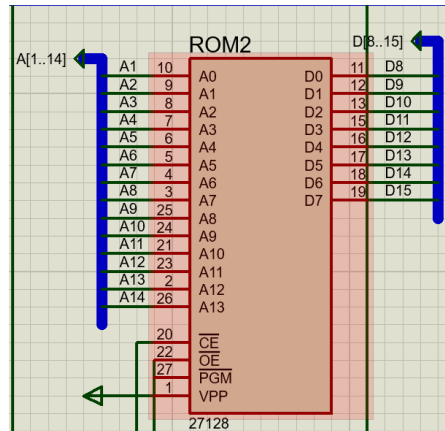 ROM2
A[1..14]
D[8..15]
A1 10 A0 D0 11 D8
A2 9 A1 D1 12 D9
A3 8 A2 D2 13 D10
A4 7 A3 D3 15 D11
A5 6 A4 D4 16 D12
A6 5 A5 D5 17 D13
A7 4 A6 D6 18 D14
A8 3 A7 D7 19 D15
A9 25 A8
A10 24 A9
A11 21 A10
A12 23 A11
A13 2 A12
A14 26 A13
20 CE
22 OE
27 PGM
1 VPP
27128